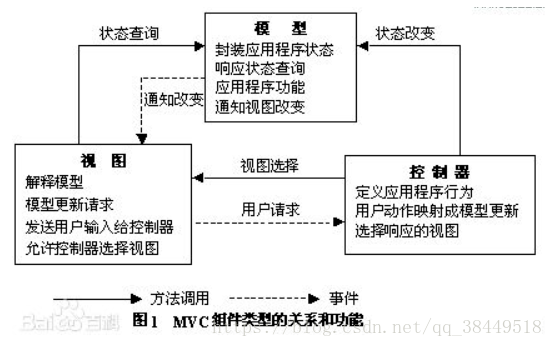 状态查询
模 型
封装应用程序状态
响应状态查询
应用程序功能
通知视图改变
状态改变
通知改变
视 图
解释模型
模型更新请求
发送用户输入给控制器
允许控制器选择视图
视图选择
用户请求
控 制 器
定义应用程序行为
用户动作映射成模型更新
选择响应的视图
方法调用
事件
Bai百科
图1 MVC组件类型的关系和功能
https://blog.csdn.net/qq_38449518